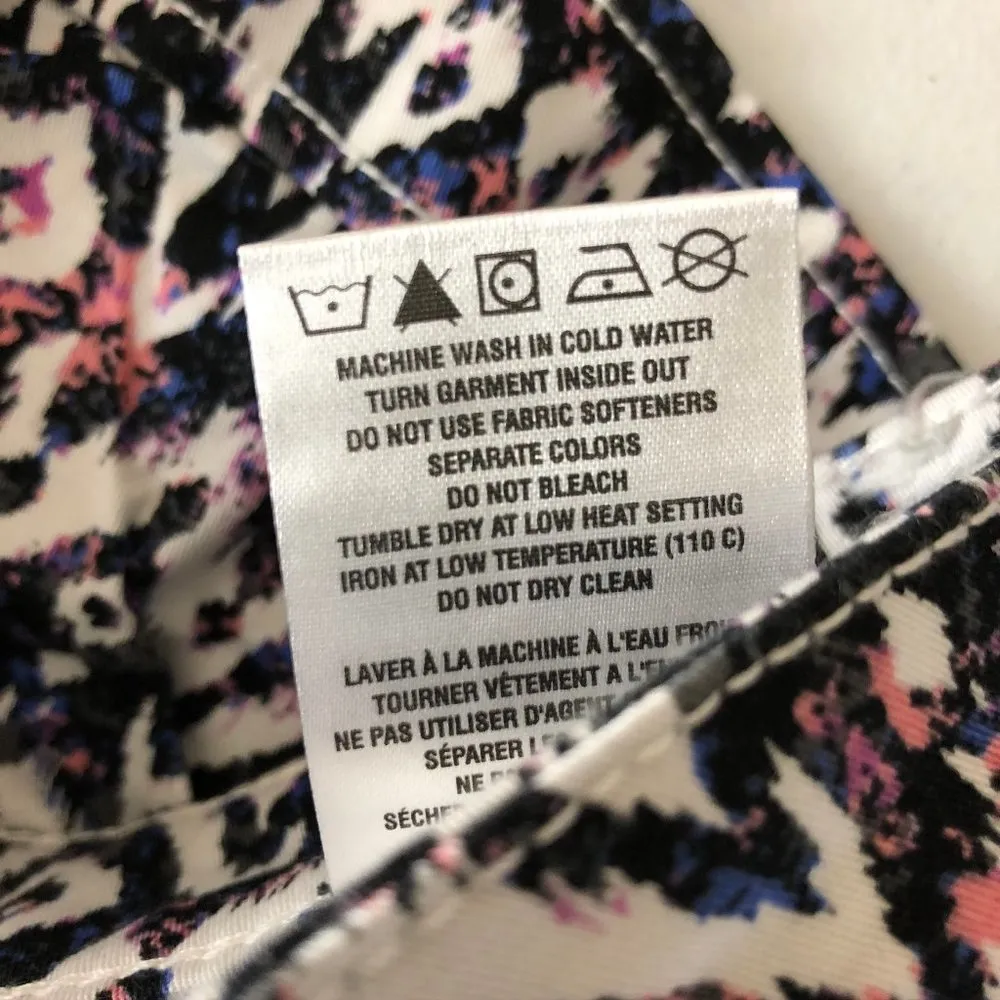 MACHINE WASH IN COLD WATER
TURN GARMENT INSIDE OUT
DO NOT USE FABRIC SOFTENERS
SEPARATE COLORS
DO NOT BLEACH
TUMBLE DRY AT LOW HEAT SETTING
IRON AT LOW TEMPERATURE (110 C)
DO NOT DRY CLEAN
LAVER À LA MACHINE À L'EAU
TOURNER VÊTEMENT A
NE PAS UTILISER
SÉPARER
NE